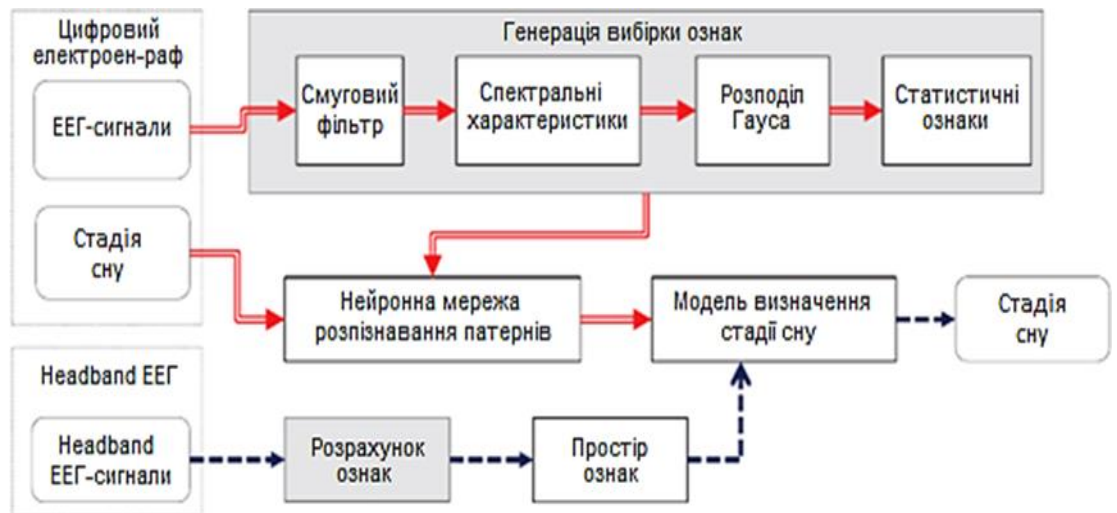 Цифровий
електроен-раф
ЕЕГ-сигнали
Стадія
сну
Генерація вибірки ознак
Смуговий
фільтр
Спектральні
характеристики
Розподіл
Гауса
Статистичні
ознаки
Нейронна мережа
розпізнавання патернів
Модель визначення
стадії сну
Стадія
сну
Headband ЕЕГ
Headband
ЕЕГ-сигнали
Розрахунок
ознак
Простір
ознак